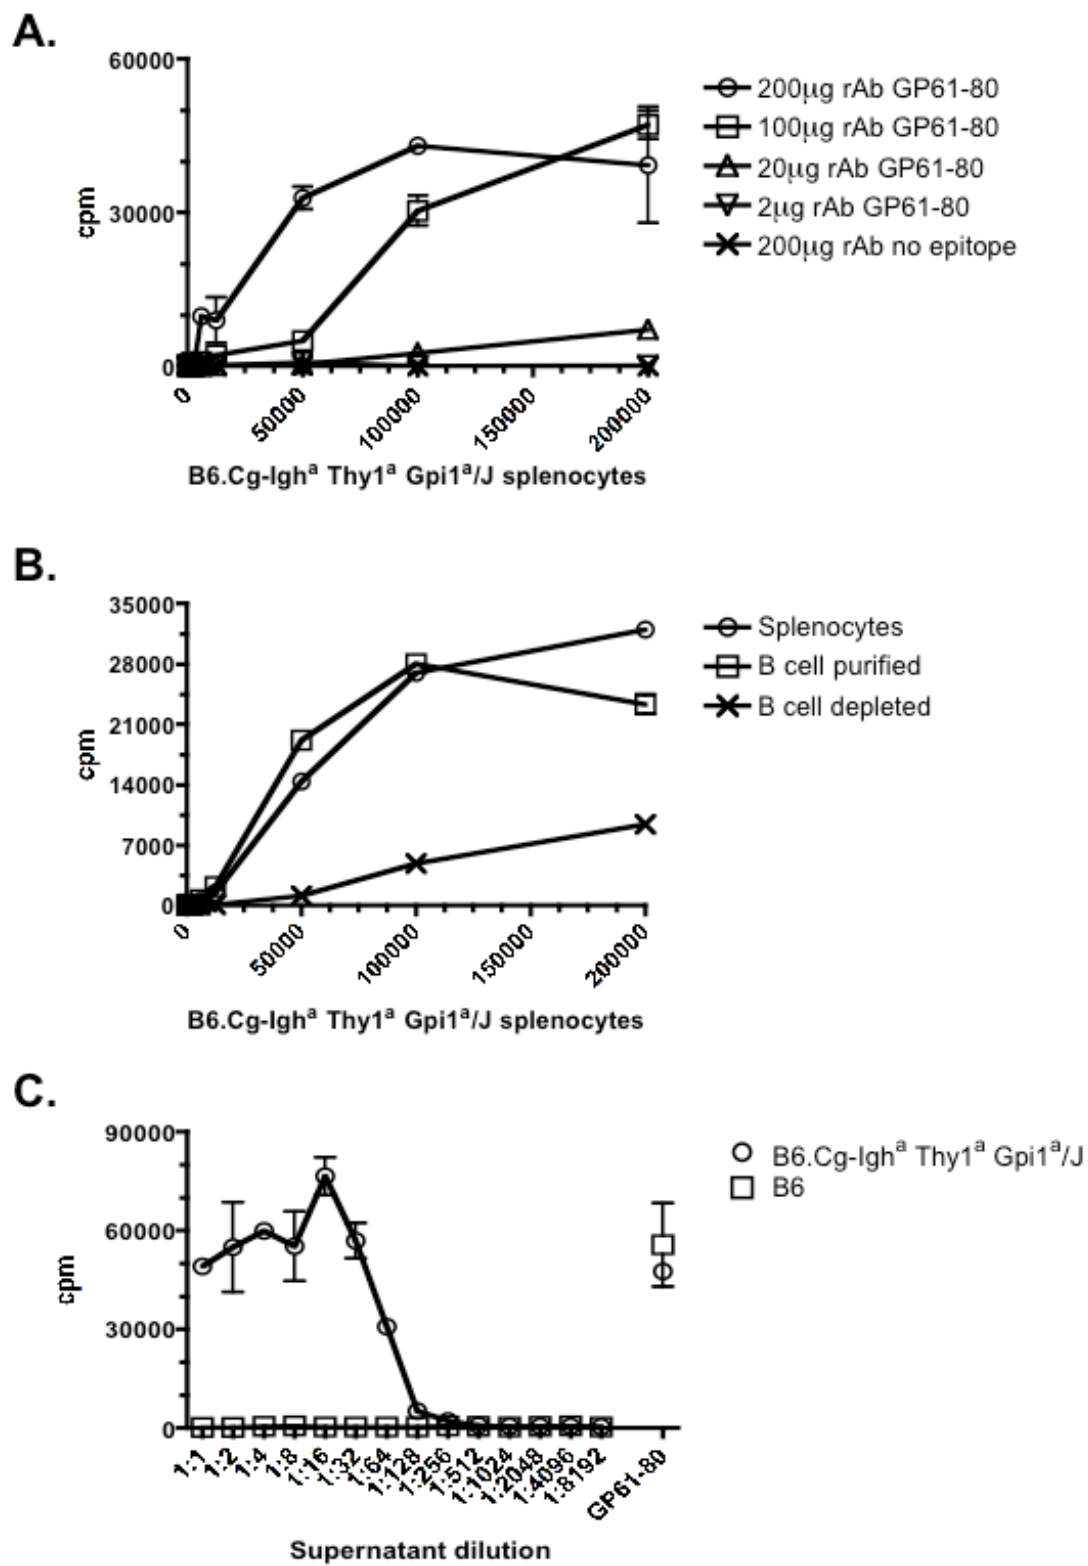 A.
60000
30000
0
cpm
0
50000
100000
150000
200000
B6.Cg-Igh^a Thy1^a Gpi1^a/J splenocytes
200µg rAb GP61-80
100µg rAb GP61-80
20µg rAb GP61-80
2µg rAb GP61-80
200µg rAb no epitope
B.
35000
28000
21000
14000
7000
0
cpm
0
50000
100000
150000
200000
B6.Cg-Igh^a Thy1^a Gpi1^a/J splenocytes
Splenocytes
B cell purified
B cell depleted
C.
90000
60000
30000
0
cpm
1:1
1:2
1:4
1:8
1:16
1:32
1:64
1:128
1:256
1:512
1:1024
1:2048
1:4096
1:8192
GP61-80
Supernatant dilution
B6.Cg-Igh^a Thy1^a Gpi1^a/J
B6